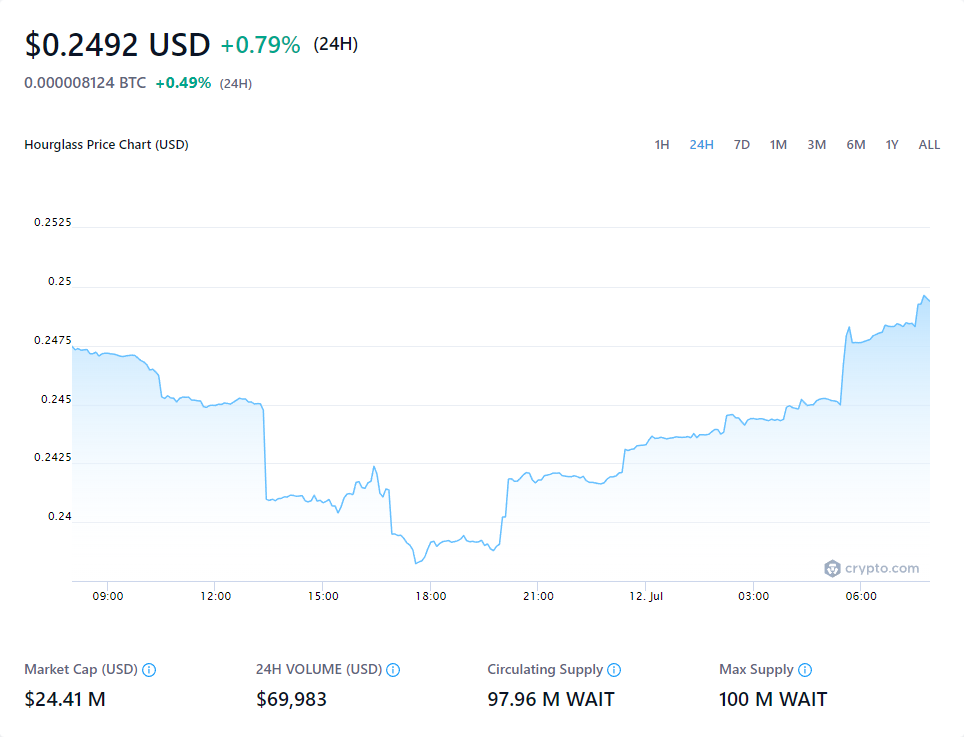 $0.2492 USD +0.79% (24H)
0.000008124 BTC +0.49% (24H)
Hourglass Price Chart (USD) 1H 24H 7D 1M 3M 6M 1Y ALL
0.2525
0.25
0.2475
0.245
0.2425
0.24
crypto.com
09:00 12:00 15:00 18:00 21:00 12. Jul 03:00 06:00
Market Cap (USD) 24H VOLUME (USD) Circulating Supply Max Supply
$24.41 M $69,983 97.96 M WAIT 100 M WAIT